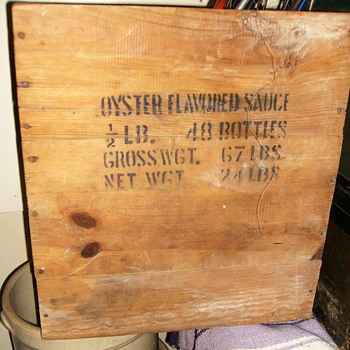 OYSTER FLAVORED SAUCE
½ LB. 48 BOTTLES
GROSS WGT. 67 LBS
NET WGT 24 LBS